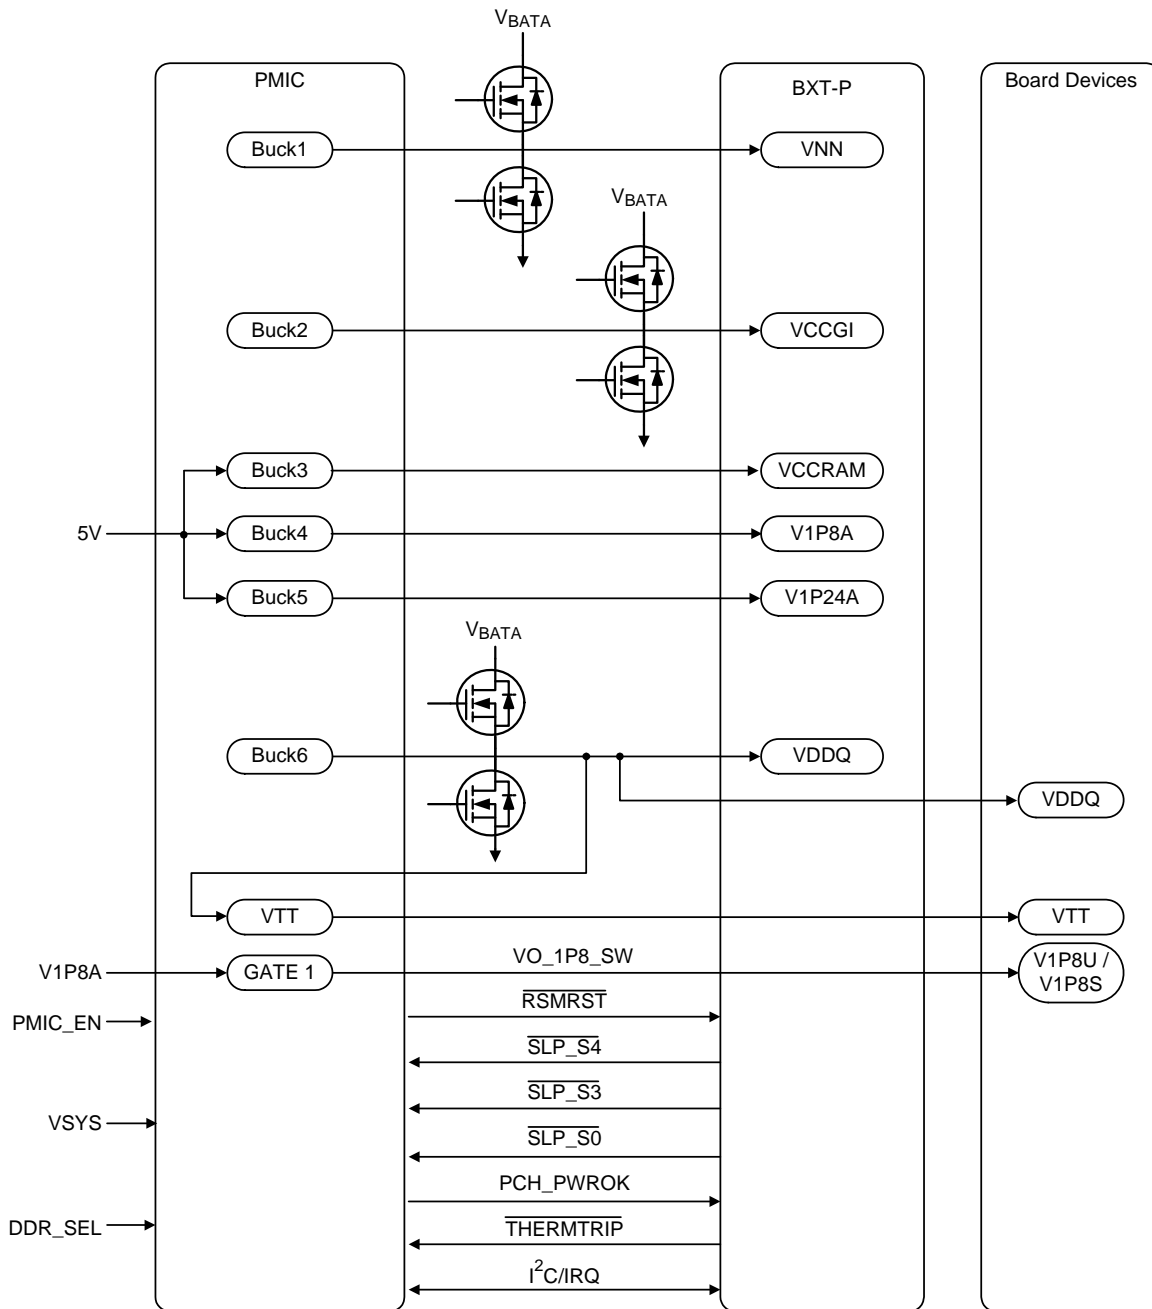 VBATA
PMIC
BXT-P
Board Devices
Buck1
VNN
VBATA
Buck2
VCCGI
Buck3
VCCRAM
5V
Buck4
V1P8A
Buck5
V1P24A
VBATA
Buck6
VDDQ
VDDQ
VTT
VTT
V1P8A
GATE 1
VO_1P8_SW
V1P8U /
V1P8S
PMIC_EN
RSMRST
SLP_S4
SLP_S3
VSYS
SLP_S0
PCH_PWROK
DDR_SEL
THERMTRIP
I2C/IRQ